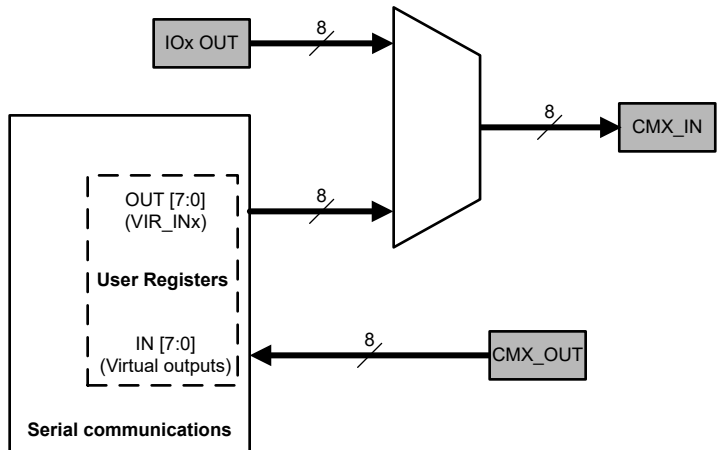 IOx OUT
8
8
CMX_IN
OUT [7:0]
(VIR_INx)
8
User Registers
IN [7:0]
(Virtual outputs)
8
CMX_OUT
Serial communications